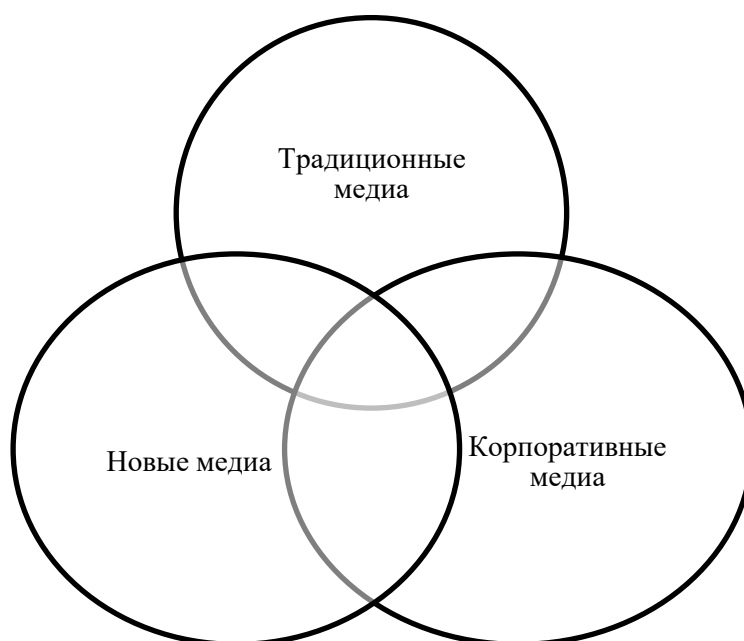 Традиционные
медиа
Новые медиа
Корпоративные
медиа